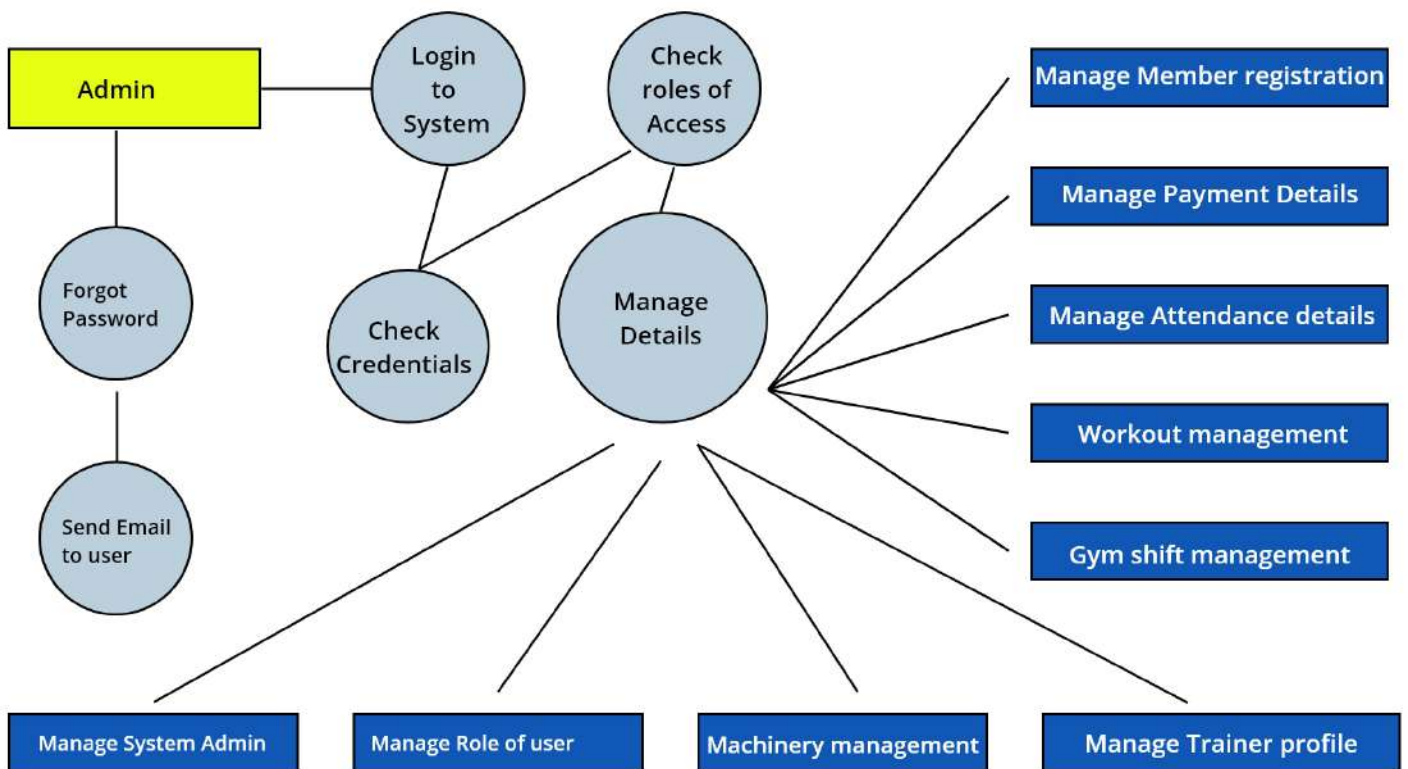 Admin
Login
to
System
Check
roles of
Access
Manage Member registration
Manage Payment Details
Forgot
Password
Check
Credentials
Manage
Details
Manage Attendance details
Workout management
Send Email
to user
Gym shift management
Manage System Admin
Manage Role of user
Machinery management
Manage Trainer profile